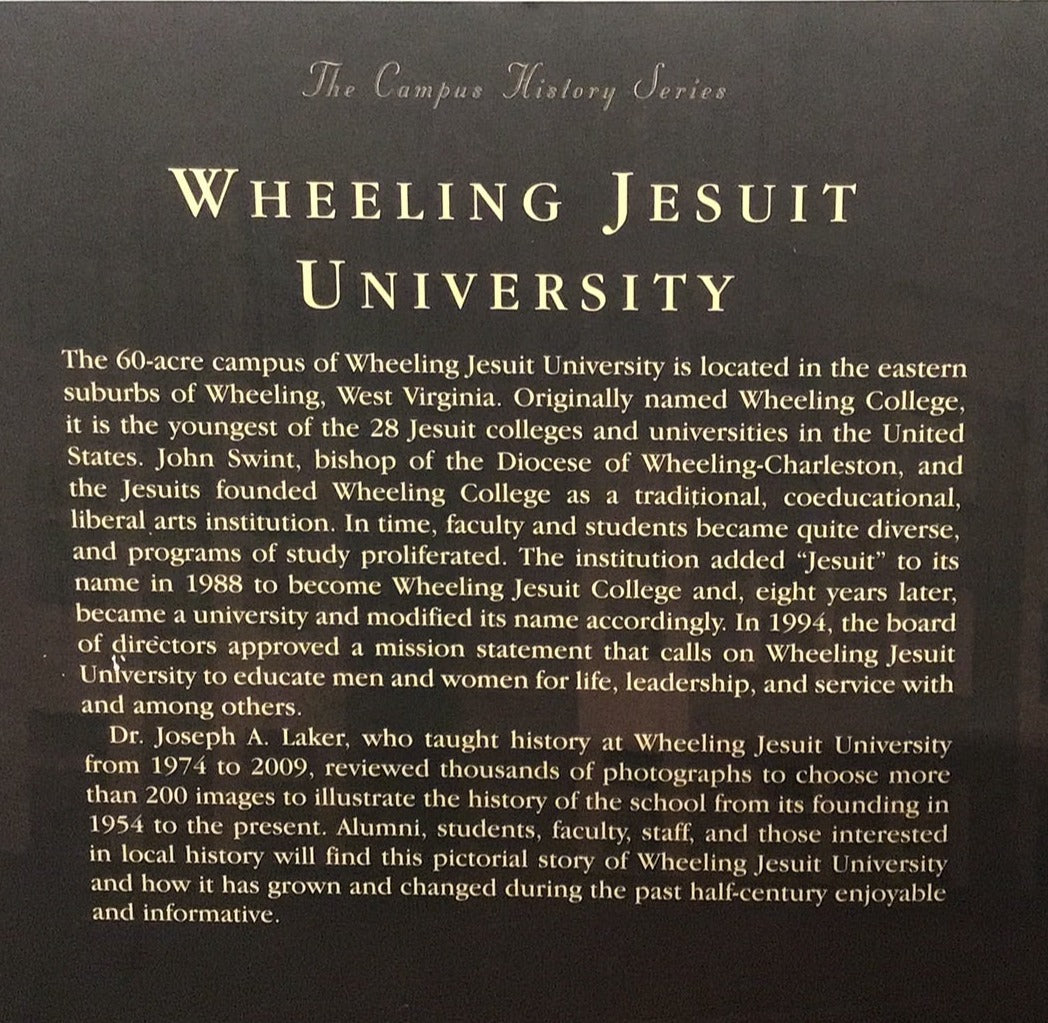 The Campus History Series
WHEELING JESUIT
UNIVERSITY
The 60-acre campus of Wheeling Jesuit University is located in the eastern
suburbs of Wheeling, West Virginia. Originally named Wheeling College,
it is the youngest of the 28 Jesuit colleges and universities in the United
States. John Swint, bishop of the Diocese of Wheeling-Charleston, and
the Jesuits founded Wheeling College as a traditional, coeducational,
liberal arts institution. In time, faculty and students became quite diverse,
and programs of study proliferated. The institution added “Jesuit” to its
name in 1988 to become Wheeling Jesuit College and, eight years later,
became a university and modified its name accordingly. In 1994, the board
of directors approved a mission statement that calls on Wheeling Jesuit
University to educate men and women for life, leadership, and service with
and among others.
Dr. Joseph A. Laker, who taught history at Wheeling Jesuit University
from 1974 to 2009, reviewed thousands of photographs to choose more
than 200 images to illustrate the history of the school from its founding in
1954 to the present. Alumni, students, faculty, staff, and those interested
in local history will find this pictorial story of Wheeling Jesuit University
and how it has grown and changed during the past half-century enjoyable
and informative.